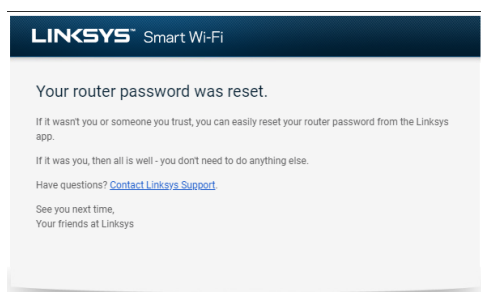 LINKSYS™ Smart Wi-Fi
Your router password was reset.
If it wasn't you or someone you trust, you can easily reset your router password from the Linksys
app.
If it was you, then all is well - you don't need to do anything else.
Have questions? Contact Linksys Support.
See you next time,
Your friends at Linksys